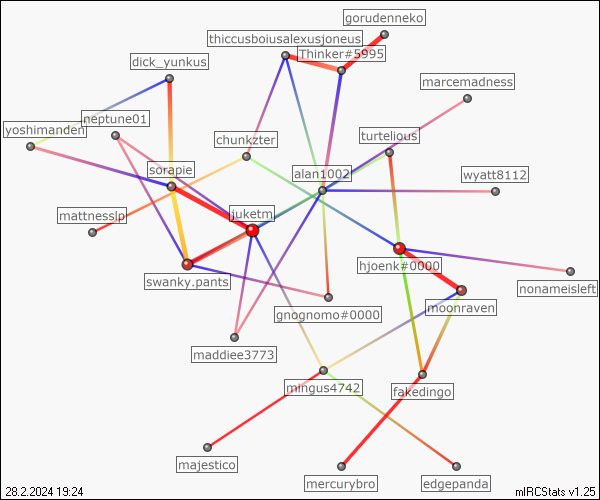 gorudenneko
thiccusboiusalexusjoneus
Thinker#5995
dick_yunkus
marcemadness
neptune01
yoshimanden
chunkzter
turtelious
sorapie
alan1002
wyatt8112
mattnesslp
juketm
hjoenk#0000
swanky.pants
nonameisleft
moonraven
gnognomo#0000
maddiee3773
mingus4742
fakedingo
majestico
mercurybro
edgepanda
28.2.2024 19:24
mIRCStats v1.25